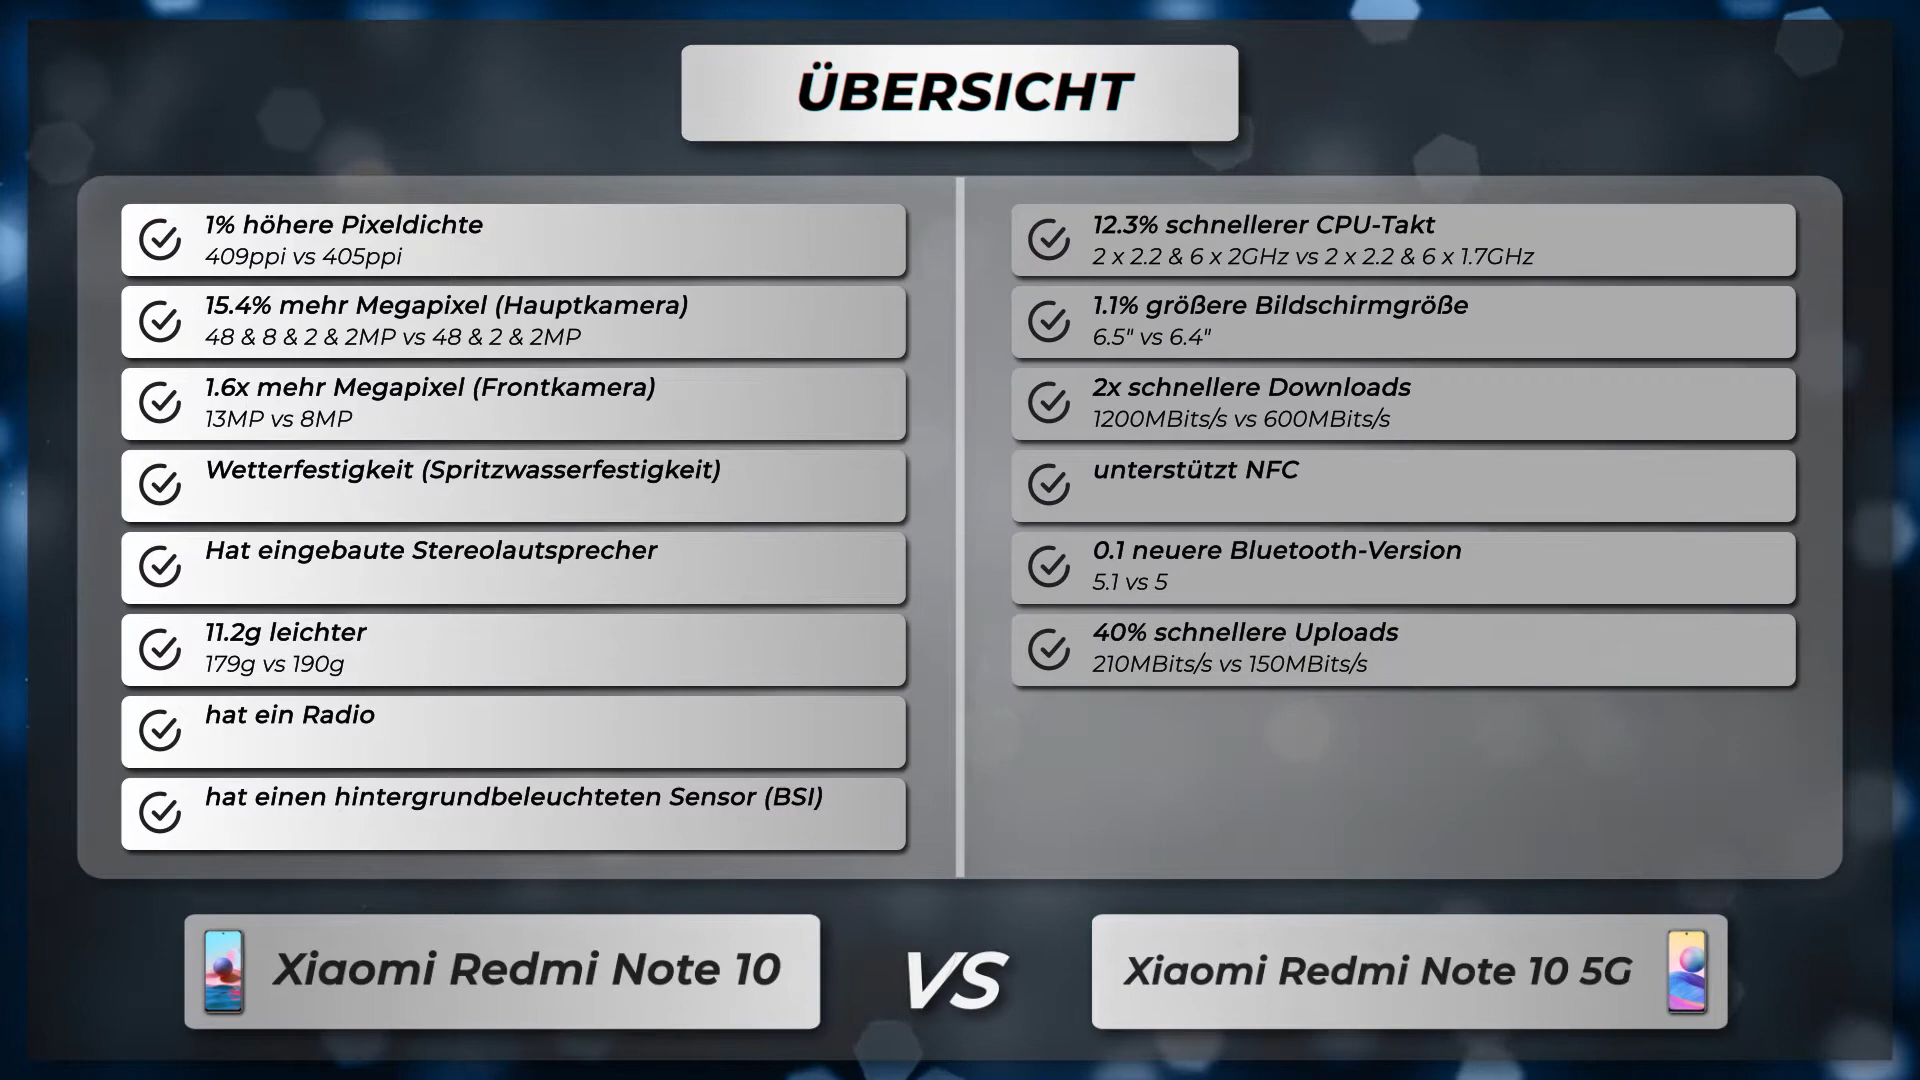 ÜBERSICHT
1% höhere Pixeldichte
409ppi vs 405ppi
15.4% mehr Megapixel (Hauptkamera)
48 & 8 & 2 & 2MP vs 48 & 2 & 2MP
1.6x mehr Megapixel (Frontkamera)
13MP vs 8MP
Wetterfestigkeit (Spritzwasserfestigkeit)
Hat eingebaute Stereolautsprecher
11.2g leichter
179g vs 190g
hat ein Radio
hat einen hintergrundbeleuchteten Sensor (BSI)
12.3% schnellerer CPU-Takt
2 x 2.2 & 6 x 2GHz vs 2 x 2.2 & 6 x 1.7GHz
1.1% größere Bildschirmgröße
6.5" vs 6.4"
2x schnellere Downloads
1200MBits/s vs 600MBits/s
unterstützt NFC
0.1 neuere Bluetooth-Version
5.1 vs 5
40% schnellere Uploads
210MBits/s vs 150MBits/s
Xiaomi Redmi Note 10
VS
Xiaomi Redmi Note 10 5G